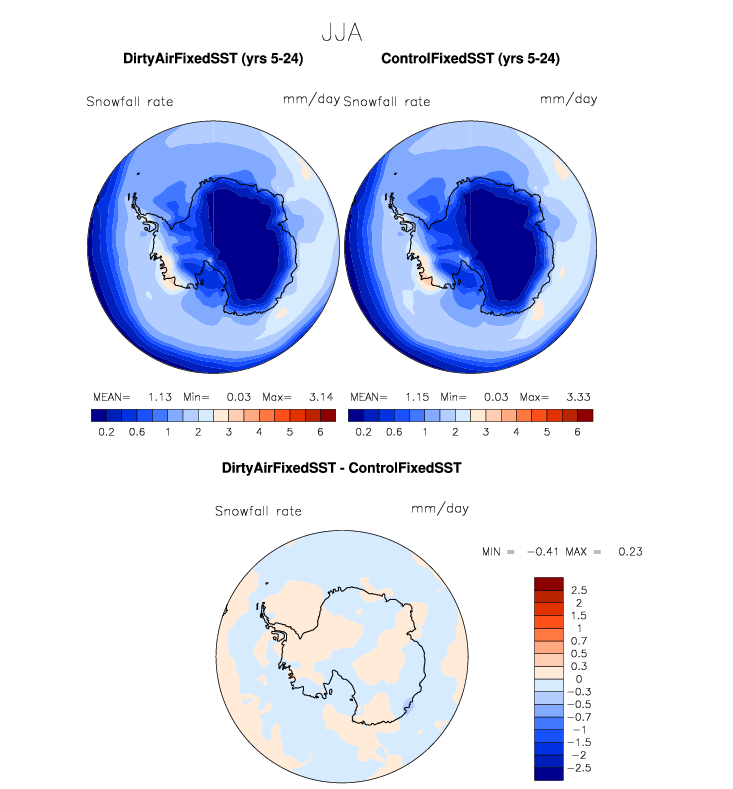 JJA
DirtyAirFixedSST (yrs 5-24) ControlFixedSST (yrs 5-24)
Snowfall rate mm/day Snowfall rate mm/day
MEAN= 1.13 Min= 0.03 Max= 3.14 MEAN= 1.15 Min= 0.03 Max= 3.33
0.2 0.6 1 2 3 4 5 6 0.2 0.6 1 2 3 4 5 6
DirtyAirFixedSST - ControlFixedSST
Snowfall rate mm/day
MIN = -0.41 MAX = 0.23
2.5
2
1.5
1
0.7
0.5
0.3
0
-0.3
-0.5
-0.7
-1
-1.5
-2
-2.5